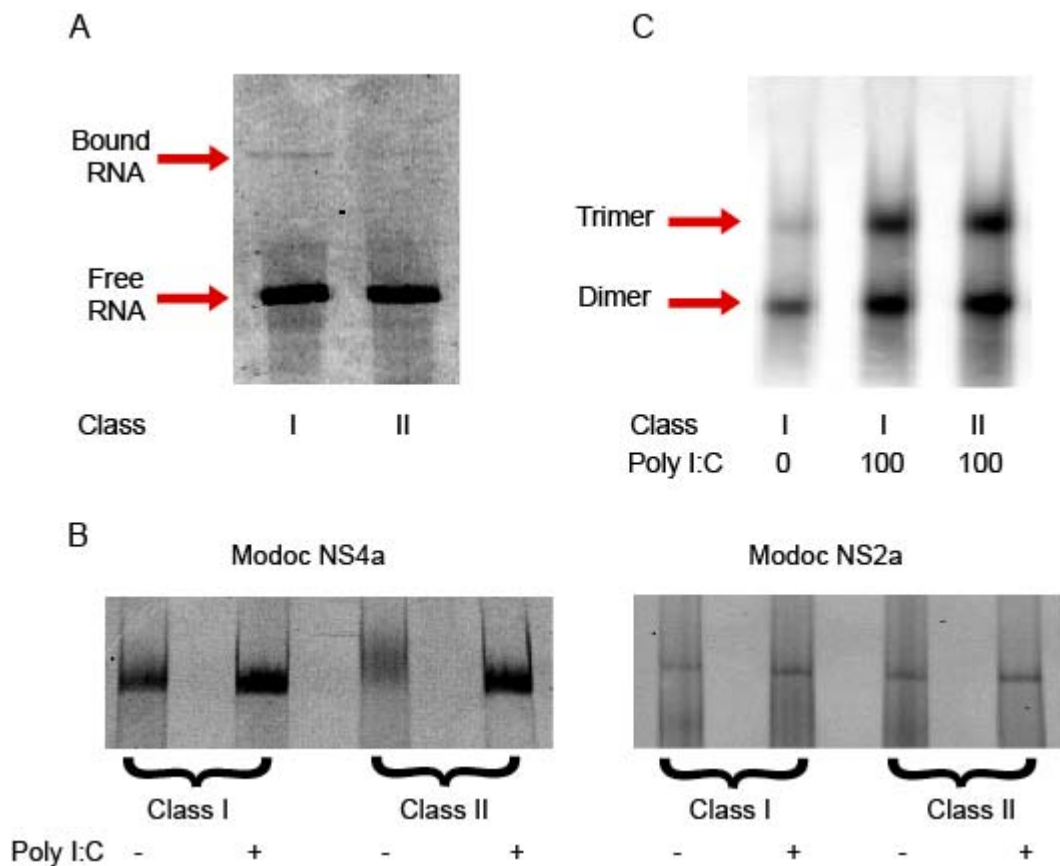 A
Bound
RNA
Free
RNA
Class I II
C
Trimer
Dimer
Class I I II
Poly I:C 0 100 100
B
Modoc NS4a Modoc NS2a
Class I Class II Class I Class II
Poly I:C - + - + - + - +